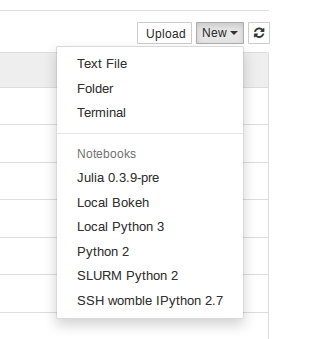 Upload New
Text File
Folder
Terminal
Notebooks
Julia 0.3.9-pre
Local Bokeh
Local Python 3
Python 2
SLURM Python 2
SSH womble IPython 2.7